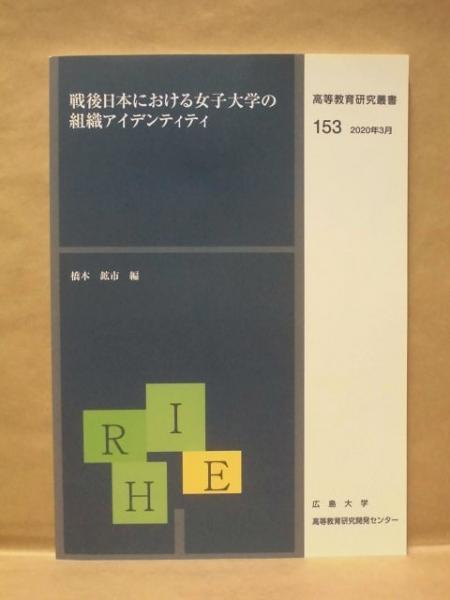 戦後日本における女子大学の
組織アイデンティティ
高等教育研究叢書
153 2020年3月
橋本 鉱市 編
R
I
H
E
広島大学
高等教育研究開発センター